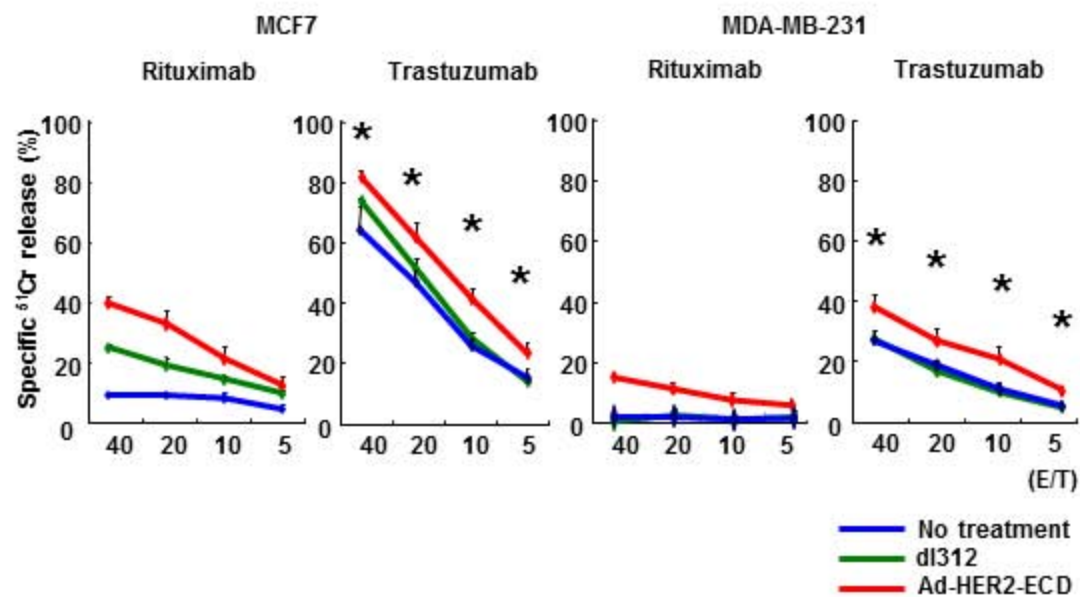 MCF7 MDA-MB-231
Rituximab Trastuzumab Rituximab Trastuzumab
Specific ⁵¹Cr release (%)
100 100 100 100
* * * * * * * *
80 80 80 80
60 60 60 60
40 40 40 40
20 20 20 20
0 0 0 0
40 20 10 5 40 20 10 5 40 20 10 5 40 20 10 5
(E/T)
No treatment
dl312
Ad-HER2-ECD